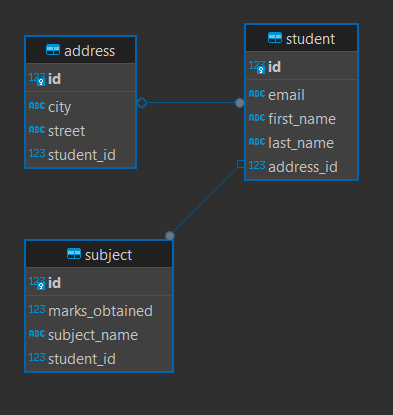 address
123 id
ABC city
ABC street
123 student_id
student
123 id
ABC email
ABC first_name
ABC last_name
123 address_id
subject
123 id
123 marks_obtained
ABC subject_name
123 student_id